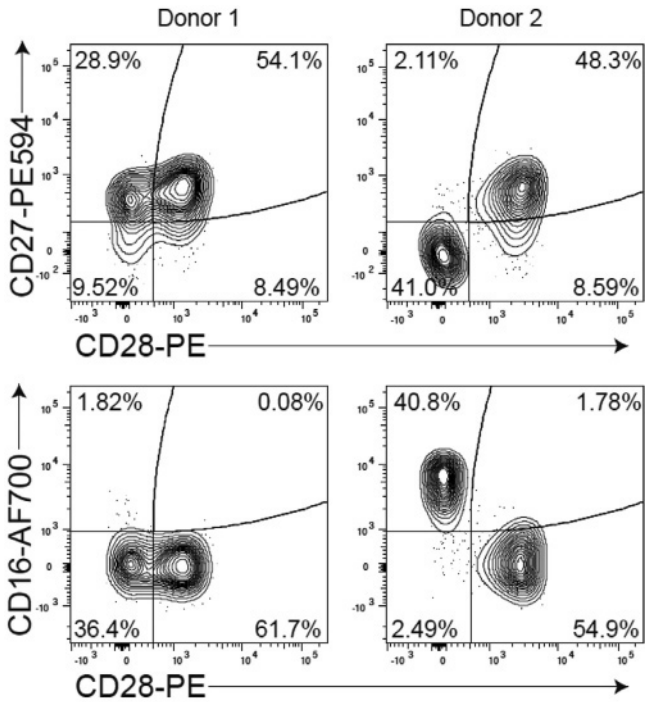 Donor 1 Donor 2
28.9% 54.1% 2.11% 48.3%
10⁵ 10⁵
10⁴ 10⁴
10³ 10³
0 0
-10² -10²
9.52% 8.49% 41.0% 8.59%
-10³ 0 10³ 10⁴ 10⁵ -10³ 0 10³ 10⁴ 10⁵
CD27-PE594
CD28-PE
1.82% 0.08% 40.8% 1.78%
10⁵ 10⁵
10⁴ 10⁴
10³ 10³
0 0
-10³ -10³
36.4% 61.7% 2.49% 54.9%
-10³ 0 10³ 10⁴ 10⁵ -10³ 0 10³ 10⁴ 10⁵
CD16-AF700
CD28-PE